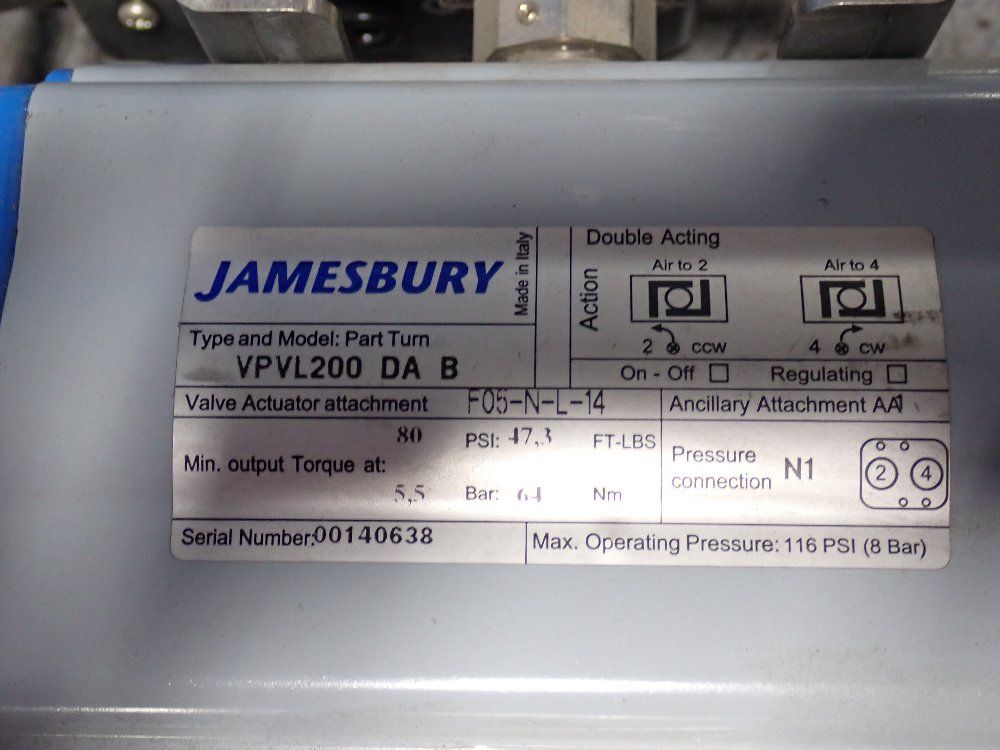 JAMESBURY
Made in Italy
Type and Model: Part Turn
VPVL200 DA B
Double Acting
Action
Air to 2
Air to 4
2 CCW
4 CW
On - Off
Regulating
Valve Actuator attachment F05-N-L-14
Ancillary Attachment AA1
Min. output Torque at:
80 PSI: 47,3 FT-LBS
5,5 Bar: 64 Nm
Pressure
connection N1
2 4
Serial Number:00140638
Max. Operating Pressure: 116 PSI (8 Bar)